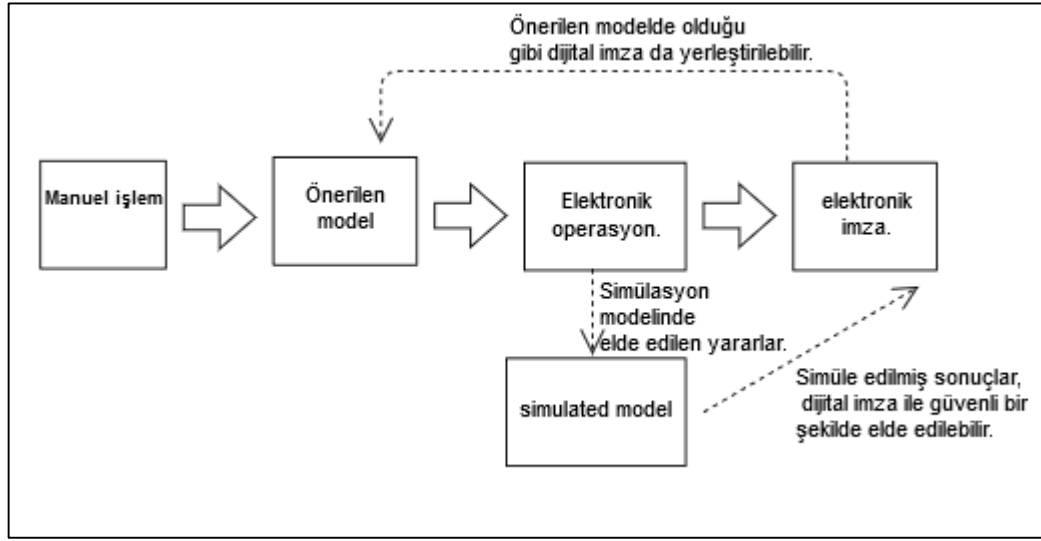 Önerilen modelde olduğu
gibi dijital imza da yerleştirilebilir.
Manuel işlem
Önerilen
model
Elektronik
operasyon.
elektronik
imza.
Simülasyon
modelinde
elde edilen yararlar.
simulated model
Simüle edilmiş sonuçlar,
dijital imza ile güvenli bir
şekilde elde edilebilir.